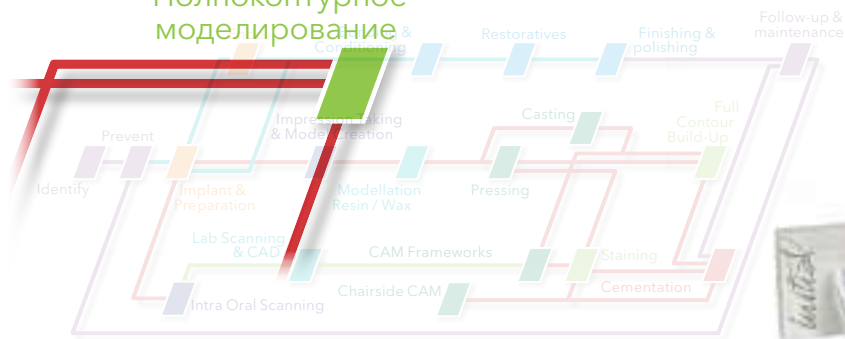 Полноконтурное
моделирование
Conditioning
Restoratives
Finishing &
polishing
Follow-up &
maintenance
Impression Taking
& Model Creation
Casting
Full
Contour
Build-Up
Prevent
Identify
Implant &
Preparation
Modellation
Resin / Wax
Pressing
Lab Scanning
& CAD
CAM Frameworks
Staining
Cementation
Chairside CAM
Intra Oral Scanning